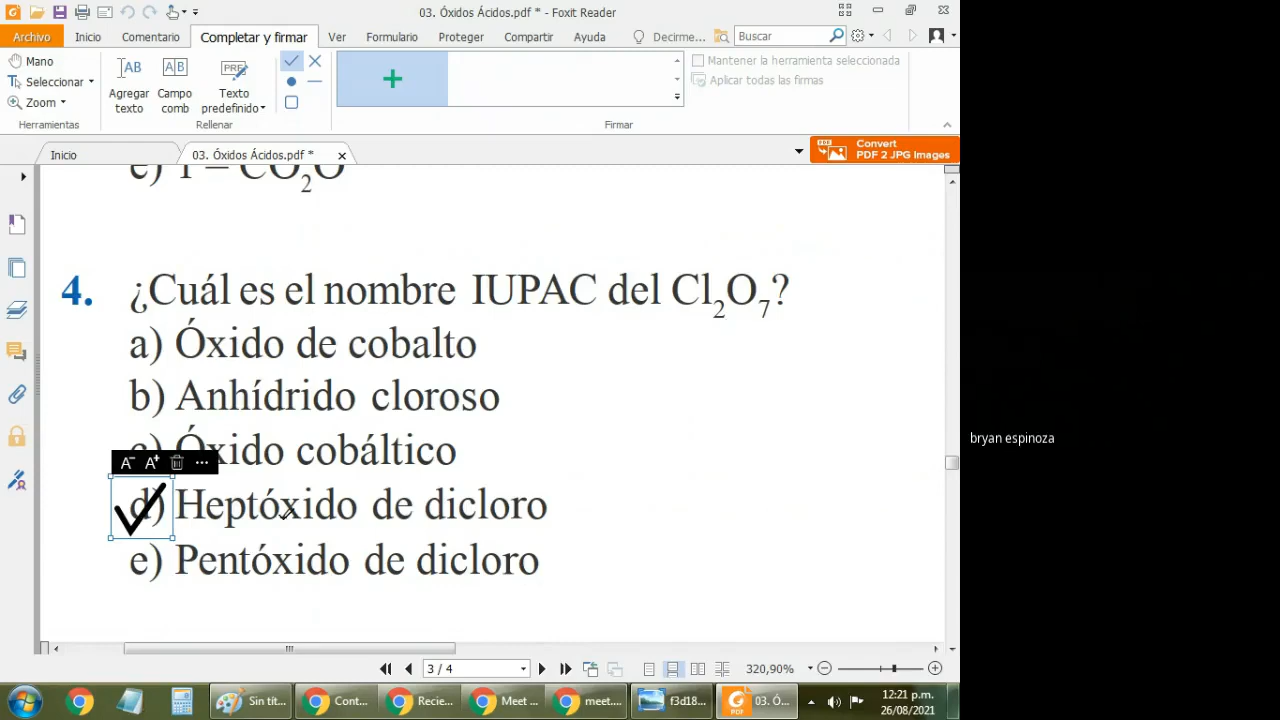 03. Óxidos Ácidos.pdf * - Foxit Reader
Archivo Inicio Comentario Completar y firmar Ver Formulario Proteger Compartir Ayuda Decirme... Buscar
Mano
Seleccionar
Zoom
Herramientas
Agregar texto
Campo comb
PRE
Texto predefinido
Rellenar
Mantener la herramienta seleccionada
Aplicar todas las firmas
Firmar
Inicio
03. Óxidos Ácidos.pdf *
Convert
PDF 2 JPG Images
4. ¿Cuál es el nombre IUPAC del Cl₂O₇?
a) Óxido de cobalto
b) Anhídrido cloroso
c) Óxido cobáltico
d) Heptóxido de dicloro
e) Pentóxido de dicloro
bryan espinoza
3 / 4
320,90%
Sin tít...
Cont...
Recie...
Meet ...
meet....
f3d18...
03. Ó...
12:21 p.m.
26/08/2021